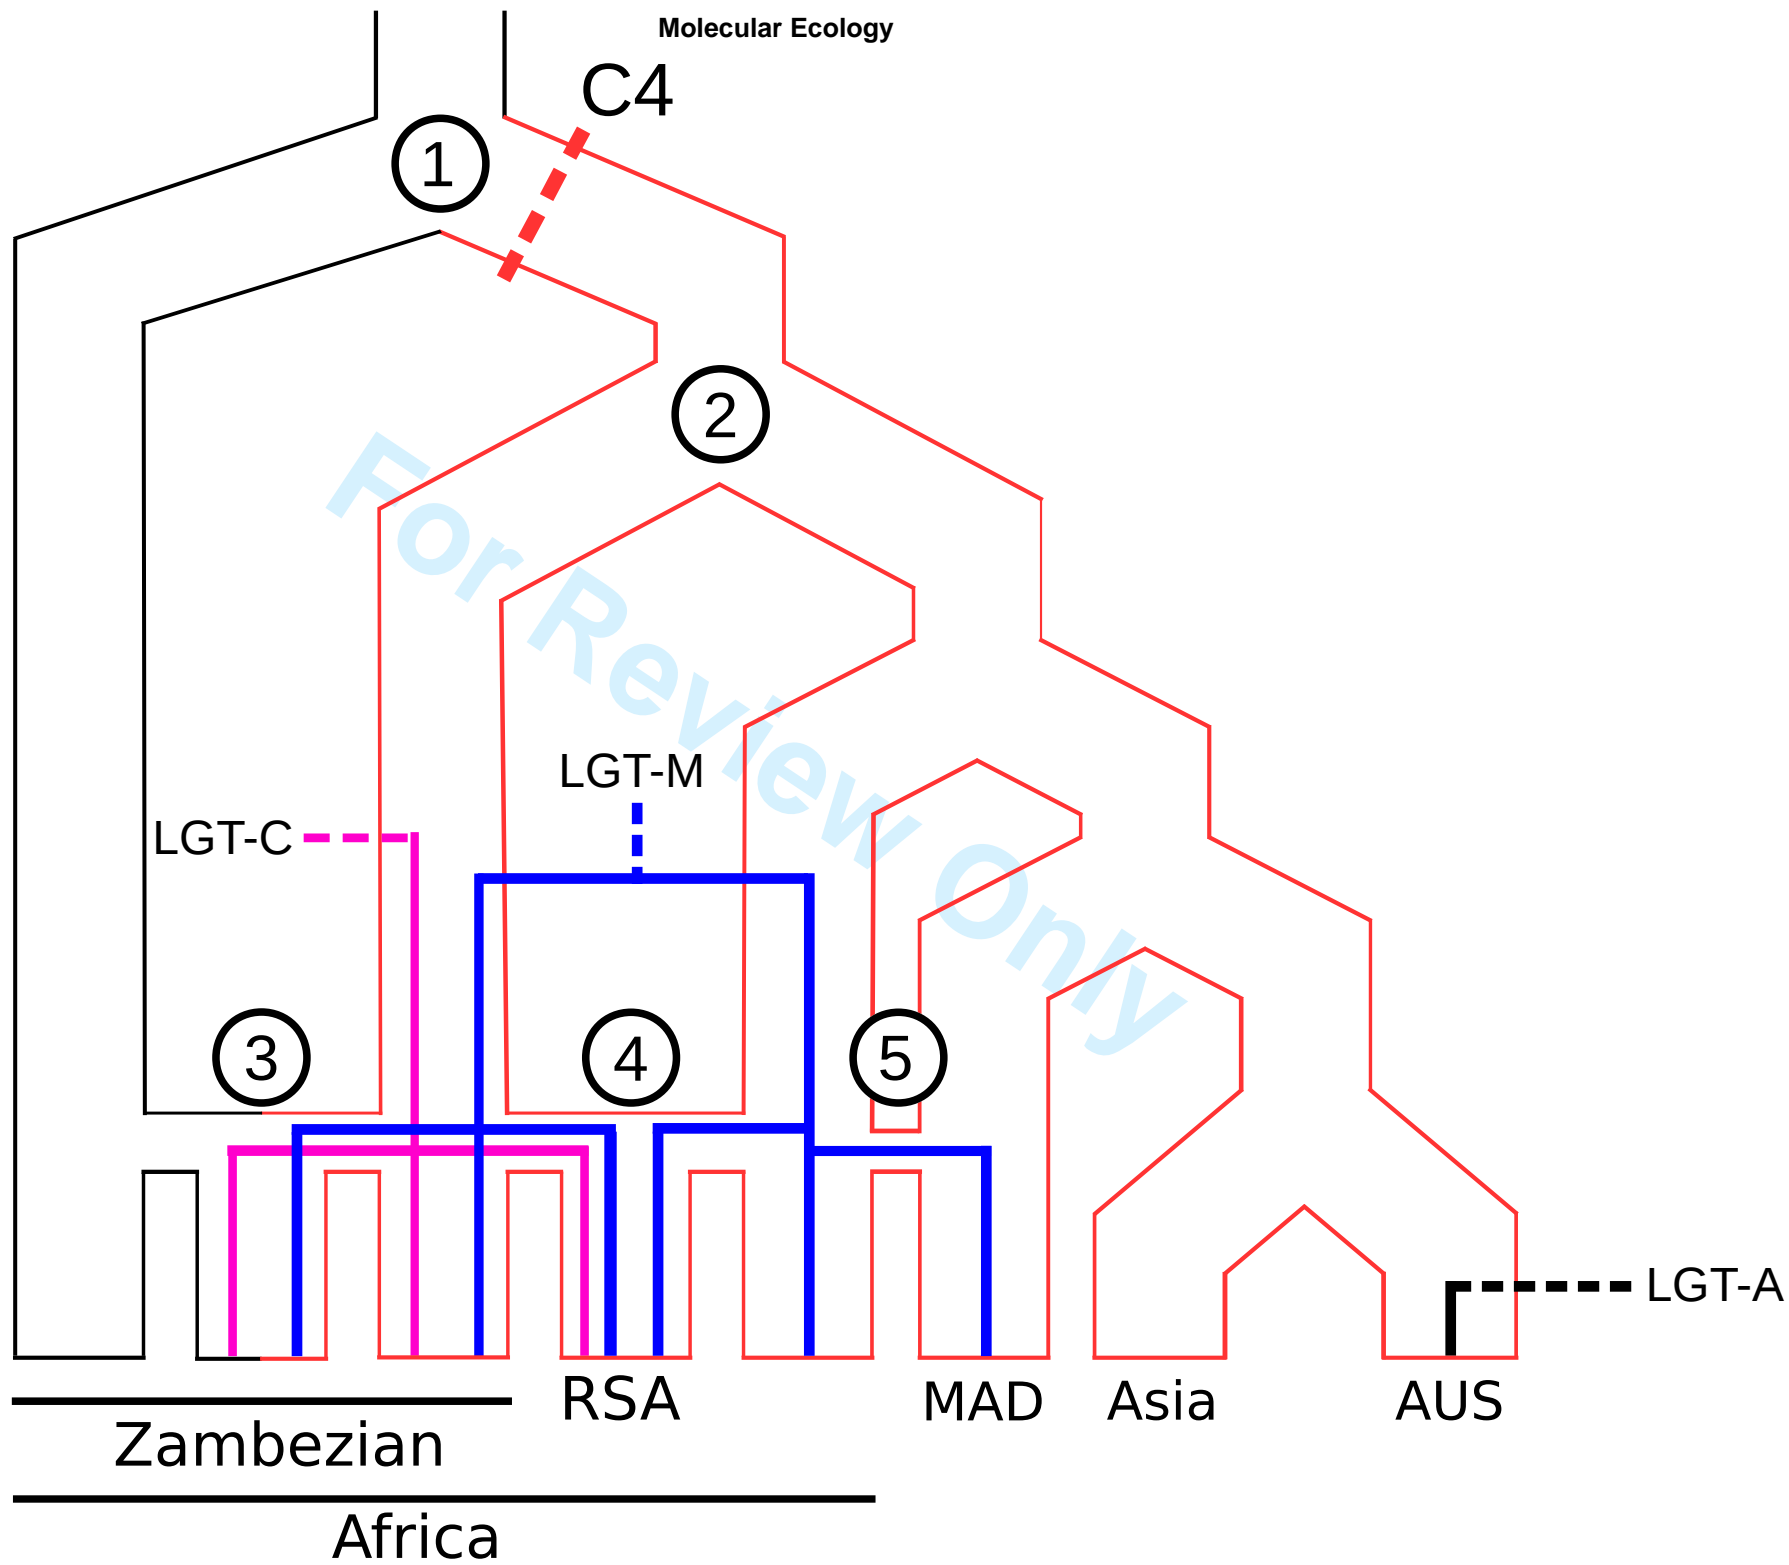 Molecular Ecology
C4
1
2
For Review Only
LGT-M
LGT-C
3
4
5
LGT-A
RSA
MAD
Asia
AUS
Zambezian
Africa